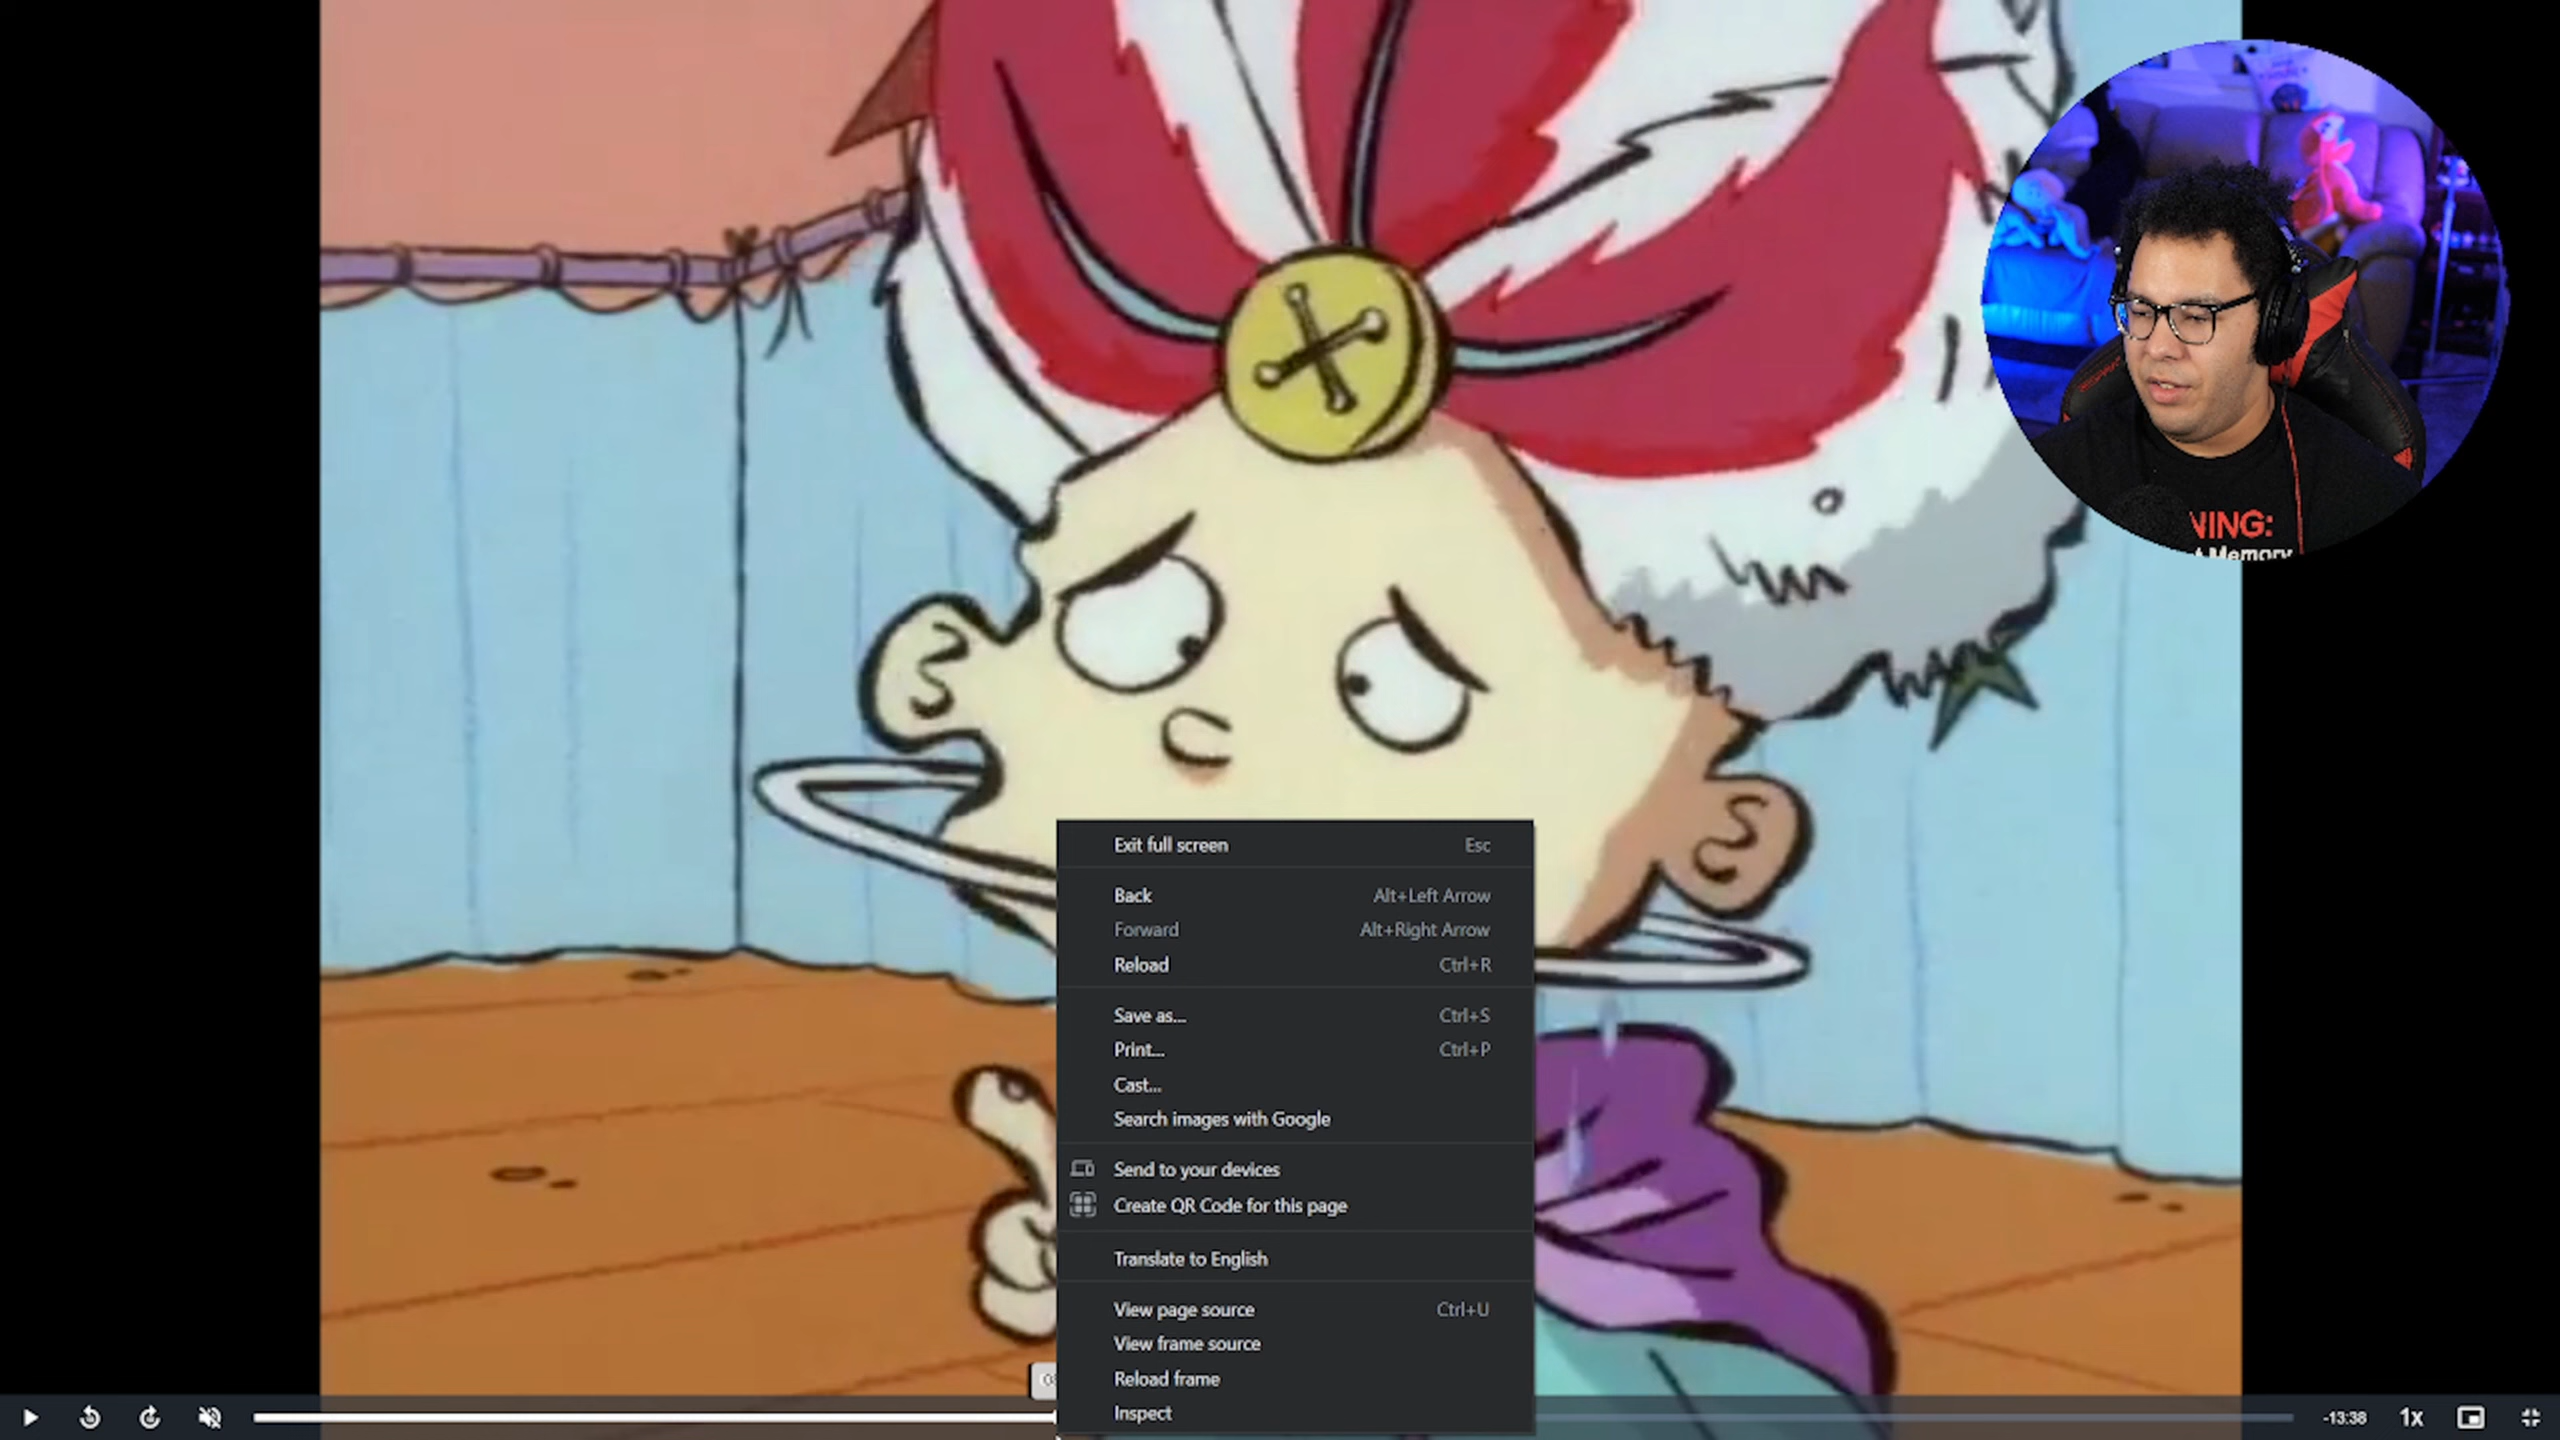 NING:
Memory
Exit full screen Esc
Back Alt+Left Arrow
Forward Alt+Right Arrow
Reload Ctrl+R
Save as... Ctrl+S
Print... Ctrl+P
Cast...
Search images with Google
Send to your devices
Create QR Code for this page
Translate to English
View page source Ctrl+U
View frame source
Reload frame
Inspect
-13:38 1x